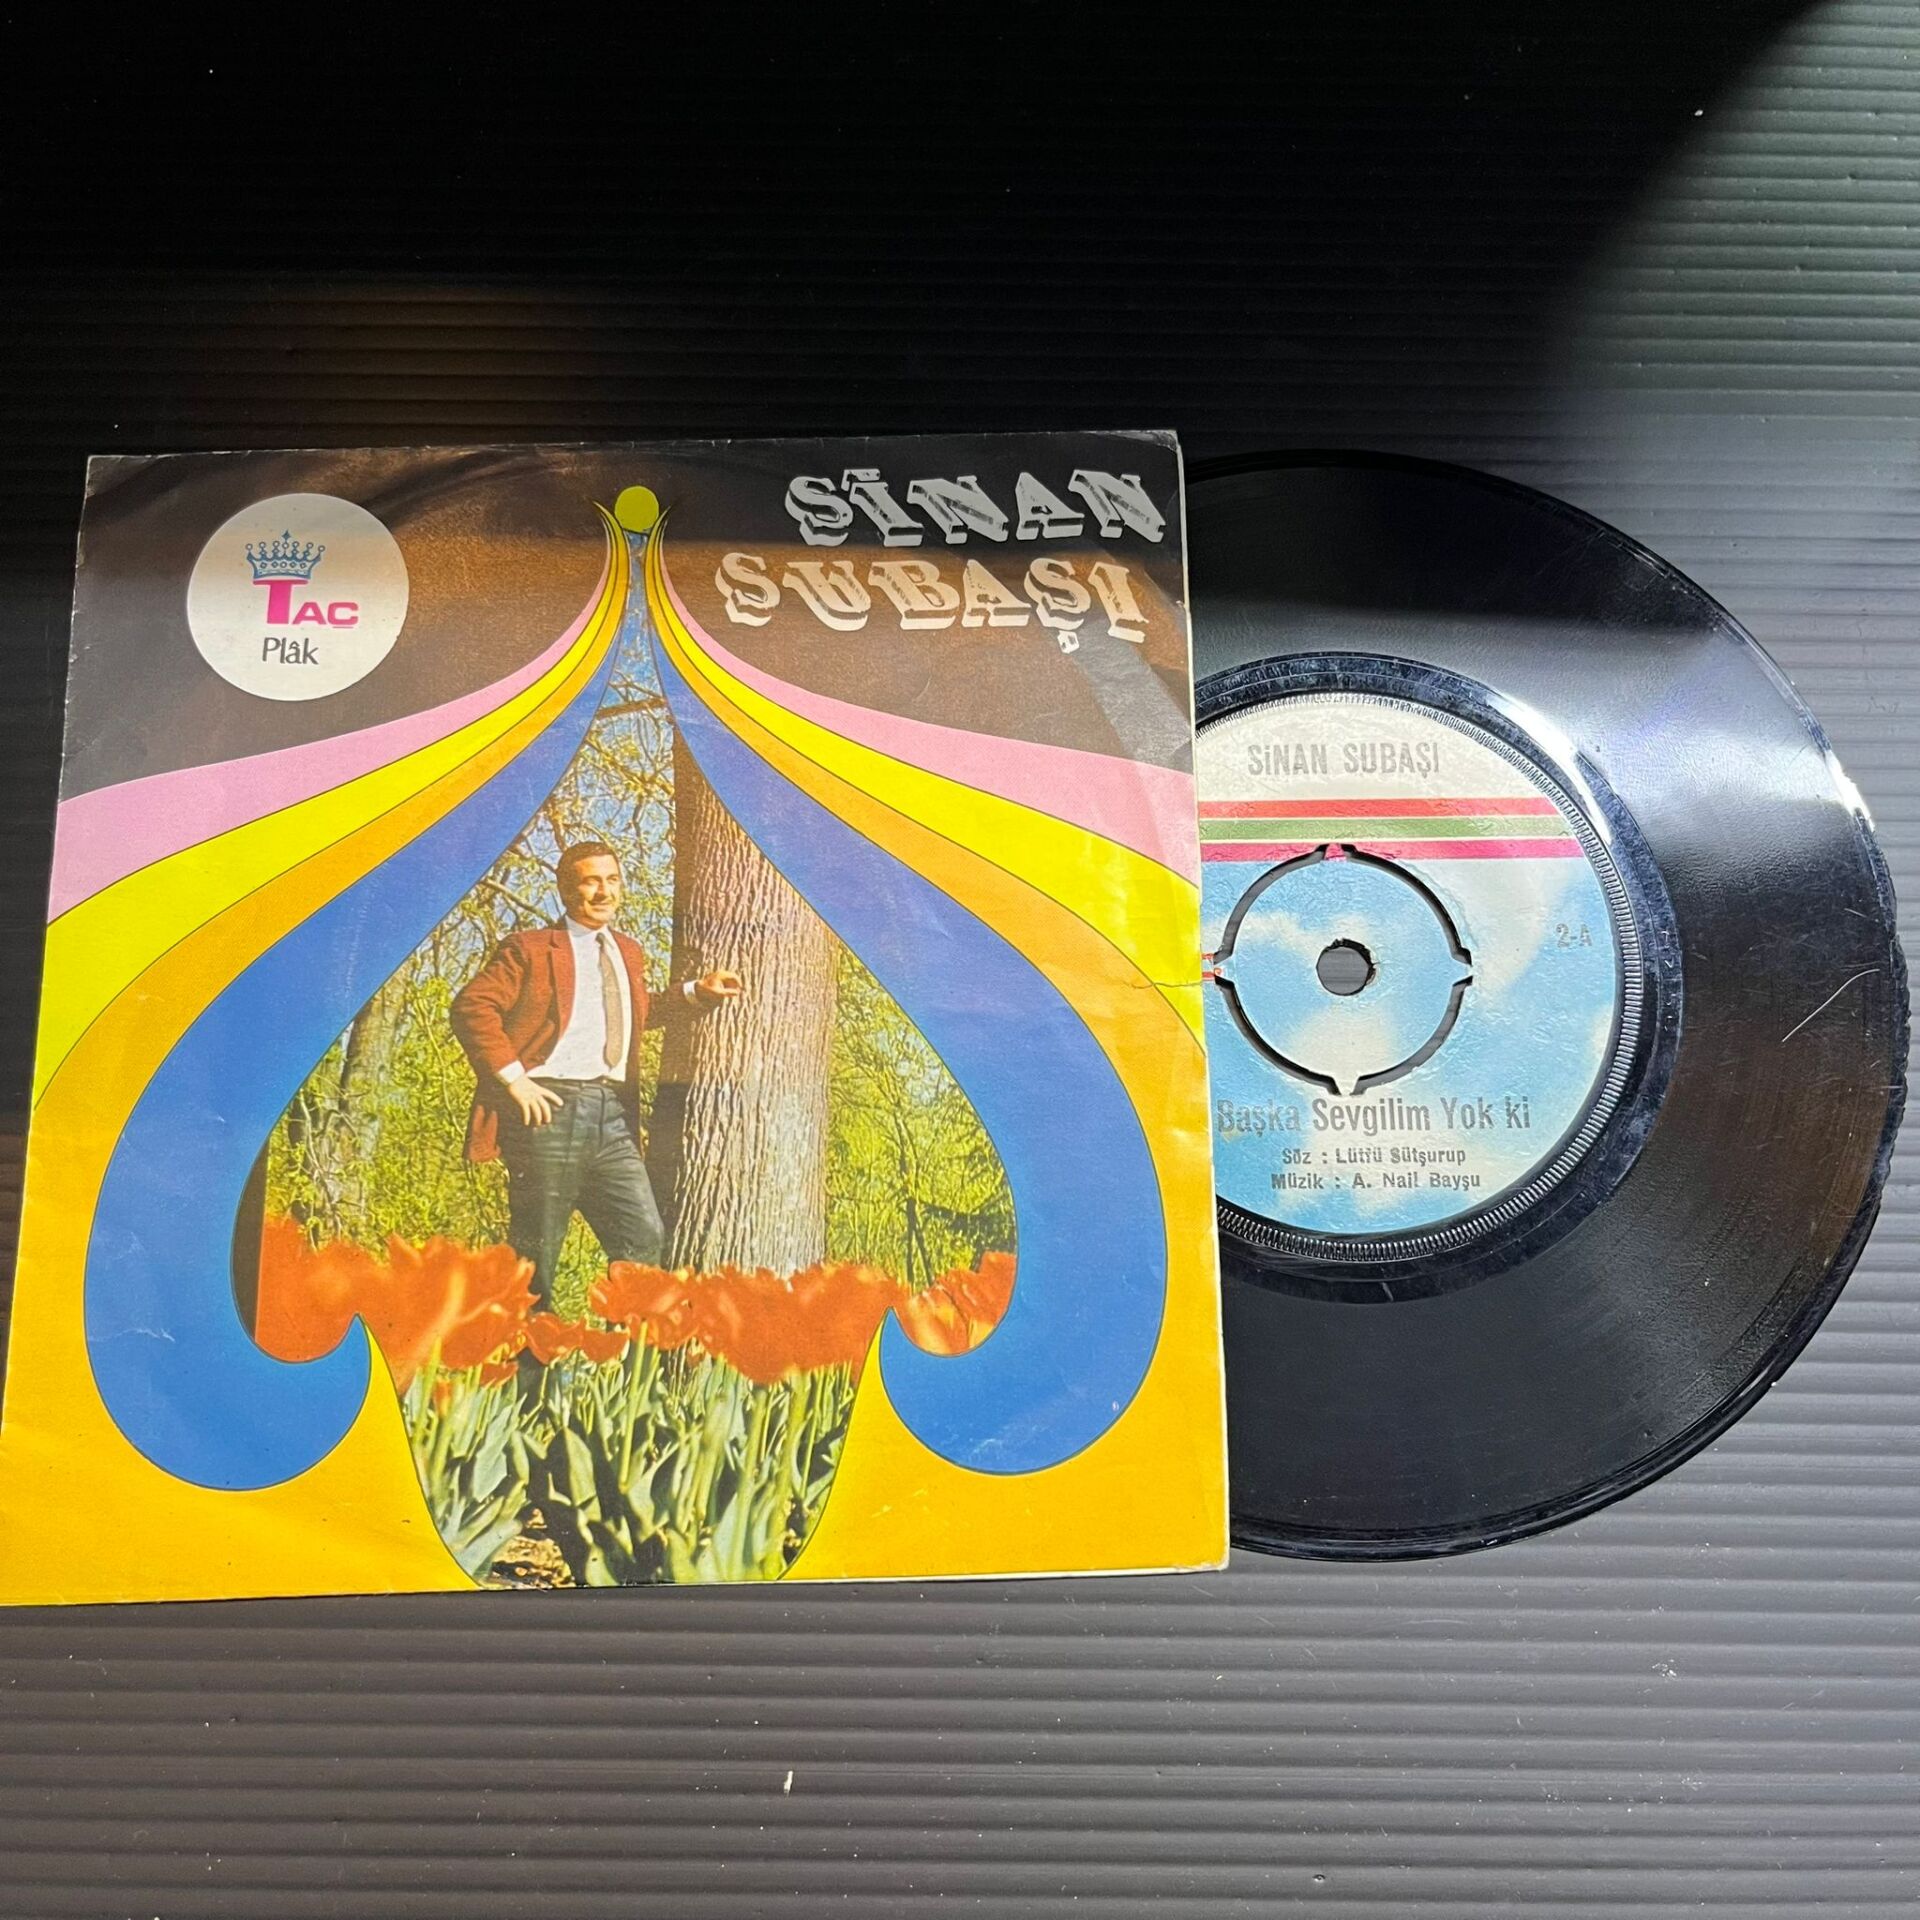 SİNAN
SUBAŞI
TAÇ
Plâk
SİNAN SUBAŞI
2-A
Başka Sevgilim Yok ki
Söz : Lütfü Sütşurup
Müzik : A. Nail Bayşu